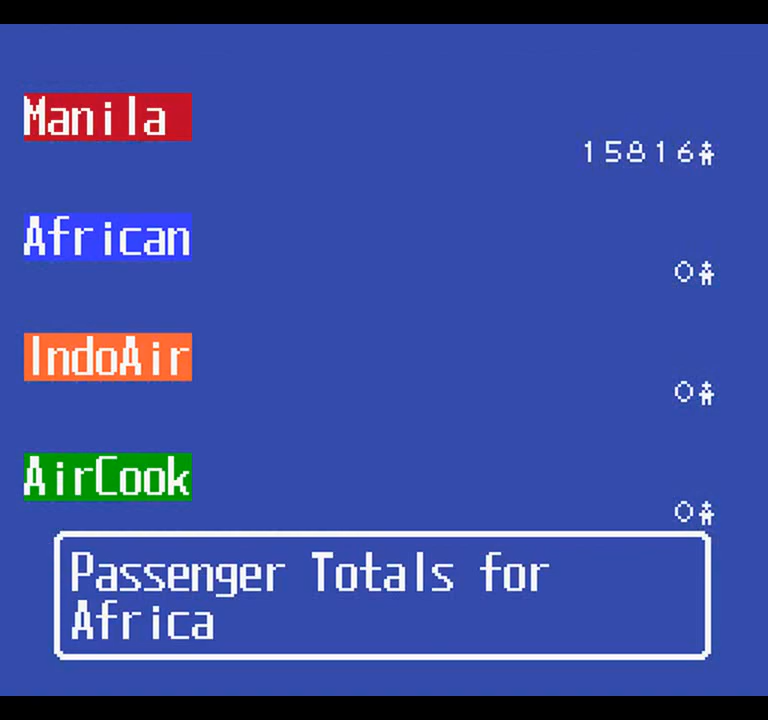 Manila
15816
African
0
IndoAir
0
AirCook
0
Passenger Totals for
Africa